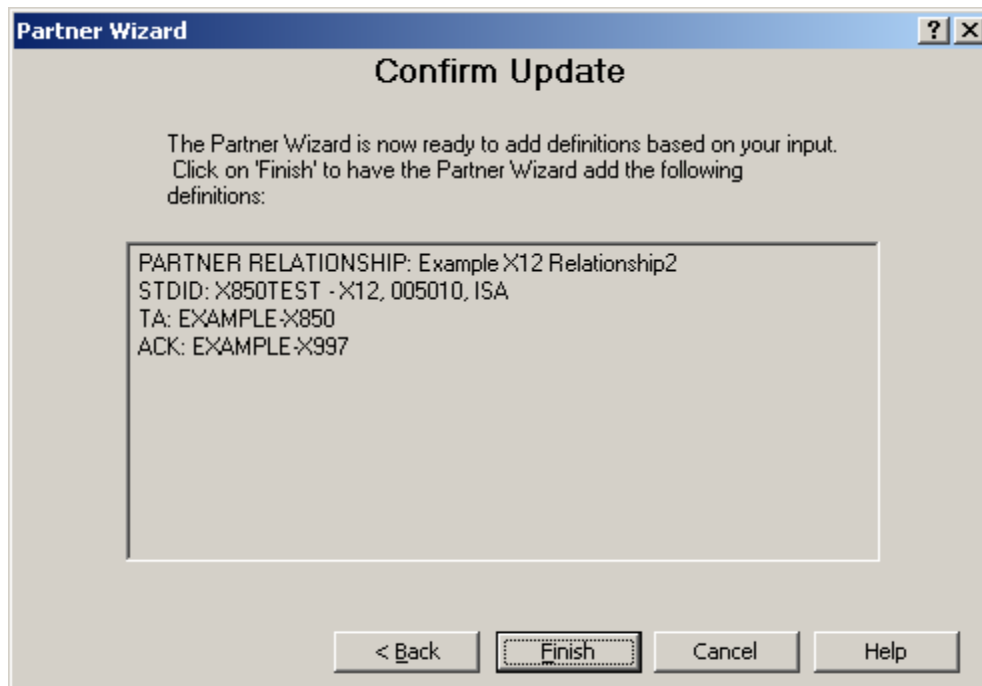 Partner Wizard
Confirm Update
The Partner Wizard is now ready to add definitions based on your input.
Click on 'Finish' to have the Partner Wizard add the following
definitions:
PARTNER RELATIONSHIP: Example X12 Relationship2
STDID: X850TEST - X12, 005010, ISA
TA: EXAMPLE-X850
ACK: EXAMPLE-X997
< Back Finish Cancel Help